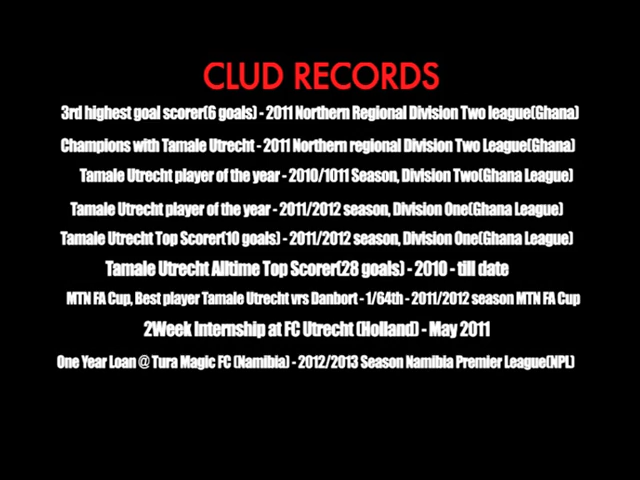 CLUD RECORDS
3rd highest goal scorer(6 goals) - 2011 Northern Regional Division Two league(Ghana)
Champions with Tamale Utrecht - 2011 Northern regional Division Two League(Ghana)
Tamale Utrecht player of the year - 2010/1011 Season, Division Two(Ghana League)
Tamale Utrecht player of the year - 2011/2012 season, Division One(Ghana League)
Tamale Utrecht Top Scorer(10 goals) - 2011/2012 season, Division One(Ghana League)
Tamale Utrecht Alltime Top Scorer(28 goals) - 2010 - till date
MTN FA Cup, Best player Tamale Utrecht vrs Danbort - 1/64th - 2011/2012 season MTN FA Cup
2Week Internship at FC Utrecht (Holland) - May 2011
One Year Loan @ Tura Magic FC (Namibia) - 2012/2013 Season Namibia Premier League(NPL)